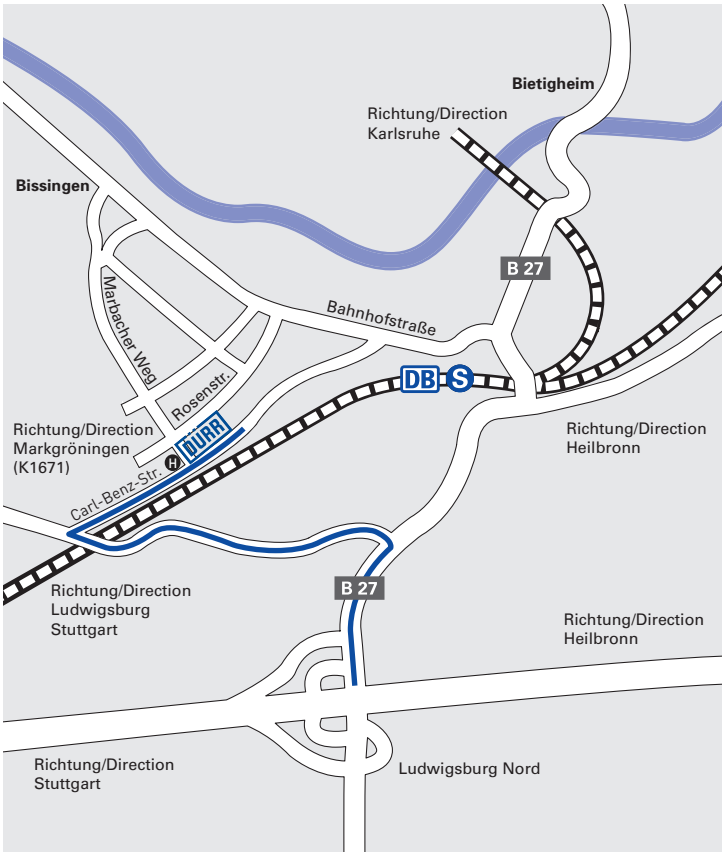 Bietigheim
Richtung/Direction
Karlsruhe
Bissingen
B 27
Marbacher Weg
Bahnhofstraße
DB S
Rosenstr.
DÜRR
Richtung/Direction
Markgröningen
(K1671)
H
Carl-Benz-Str.
Richtung/Direction
Heilbronn
B 27
Richtung/Direction
Ludwigsburg
Stuttgart
Richtung/Direction
Heilbronn
Richtung/Direction
Stuttgart
Ludwigsburg Nord